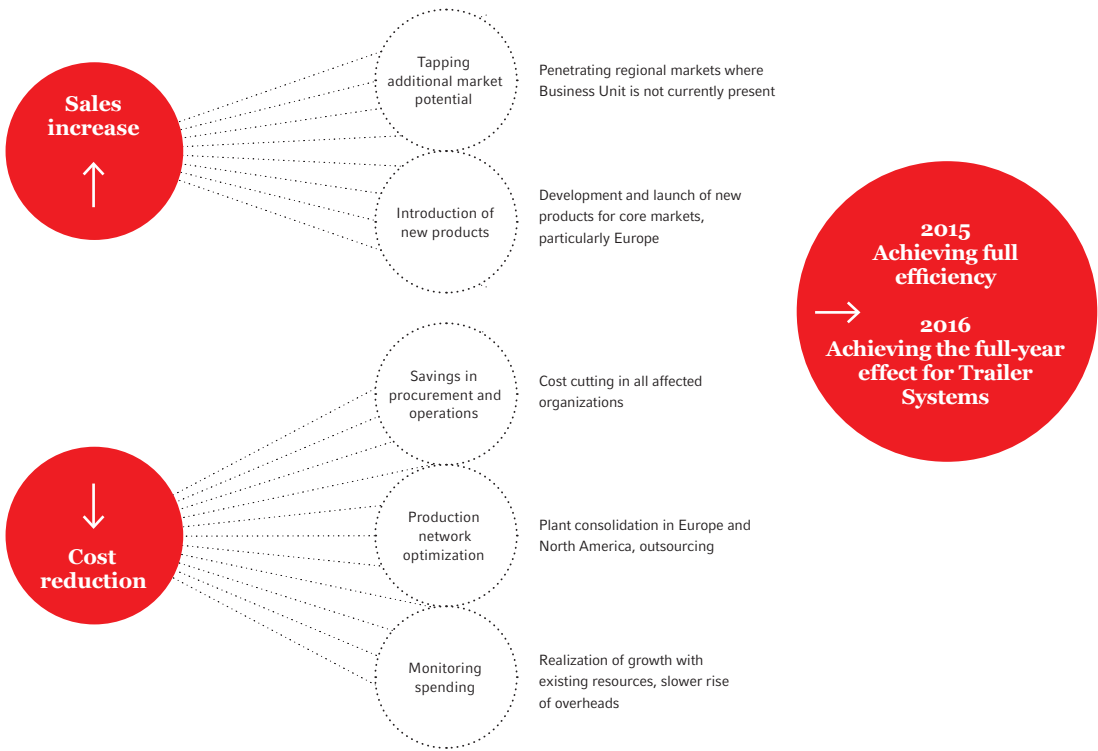 Sales
increase
Tapping
additional market
potential
Penetrating regional markets where
Business Unit is not currently present
Introduction of
new products
Development and launch of new
products for core markets,
particularly Europe
Cost
reduction
Savings in
procurement and
operations
Cost cutting in all affected
organizations
Production
network
optimization
Plant consolidation in Europe and
North America, outsourcing
Monitoring
spending
Realization of growth with
existing resources, slower rise
of overheads
2015
Achieving full
efficiency
2016
Achieving the full-year
effect for Trailer
Systems